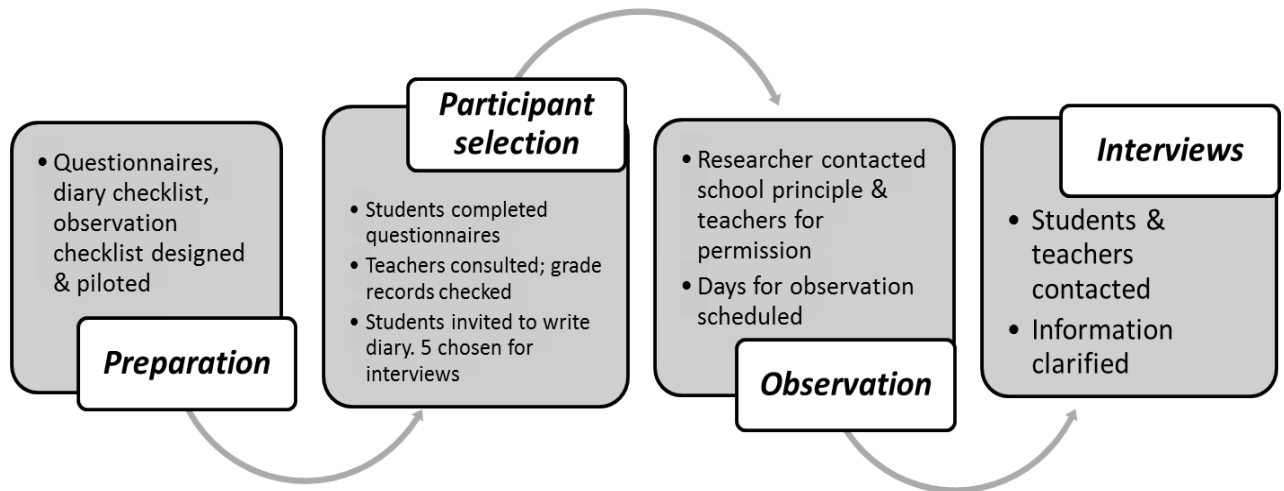 • Questionnaires,
diary checklist,
observation
checklist designed
& piloted
Preparation
Participant
selection
• Students completed
questionnaires
• Teachers consulted; grade
records checked
• Students invited to write
diary. 5 chosen for
interviews
• Researcher contacted
school principle &
teachers for
permission
• Days for observation
scheduled
Observation
Interviews
• Students &
teachers
contacted
• Information
clarified